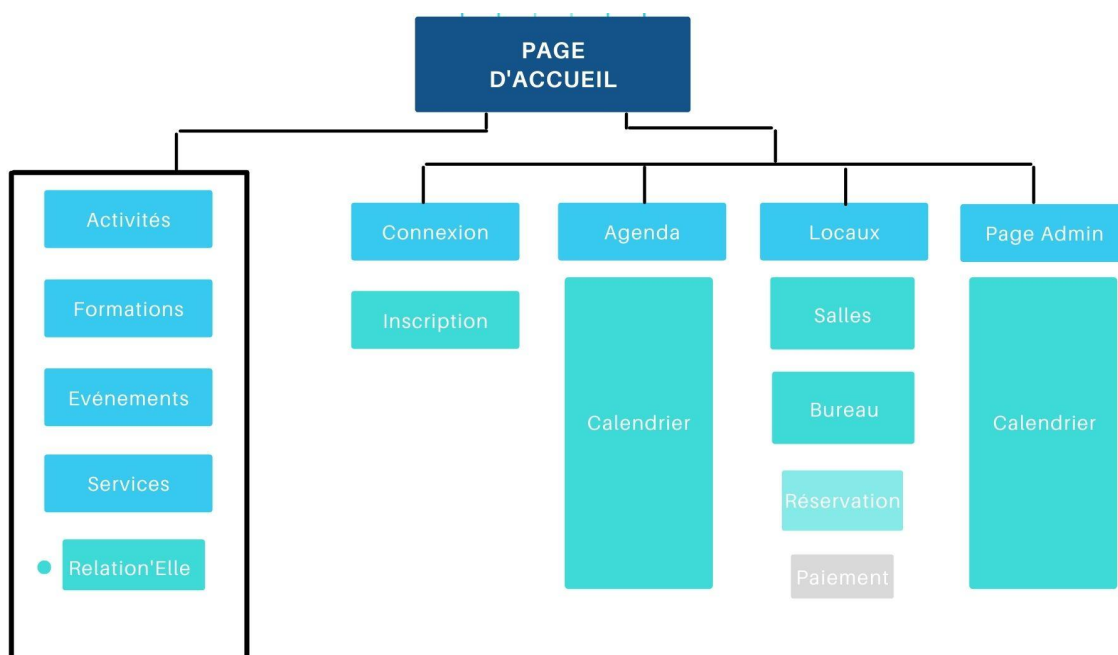 PAGE
D'ACCUEIL
Activités
Formations
Evénements
Services
Relation'Elle
Connexion
Inscription
Agenda
Calendrier
Locaux
Salles
Bureau
Réservation
Paiement
Page Admin
Calendrier